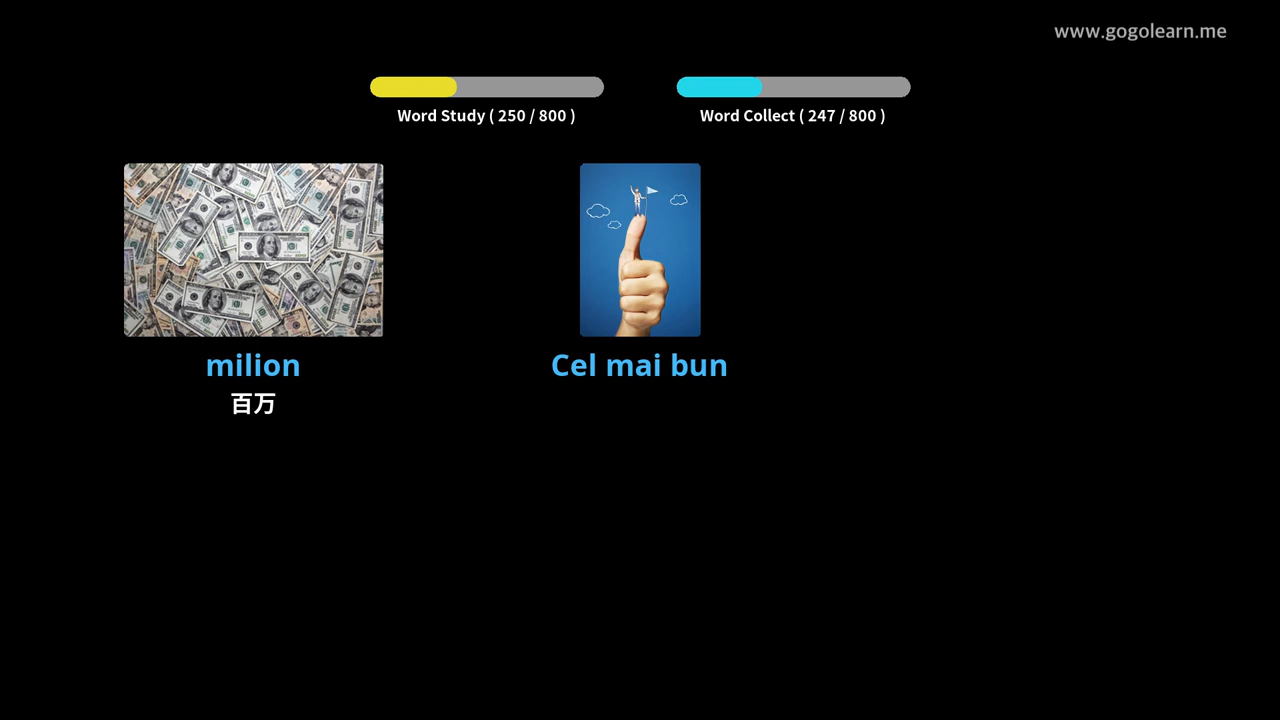 www.gogolearn.me
Word Study ( 250 / 800 )
Word Collect ( 247 / 800 )
milion
Cel mai bun
百万